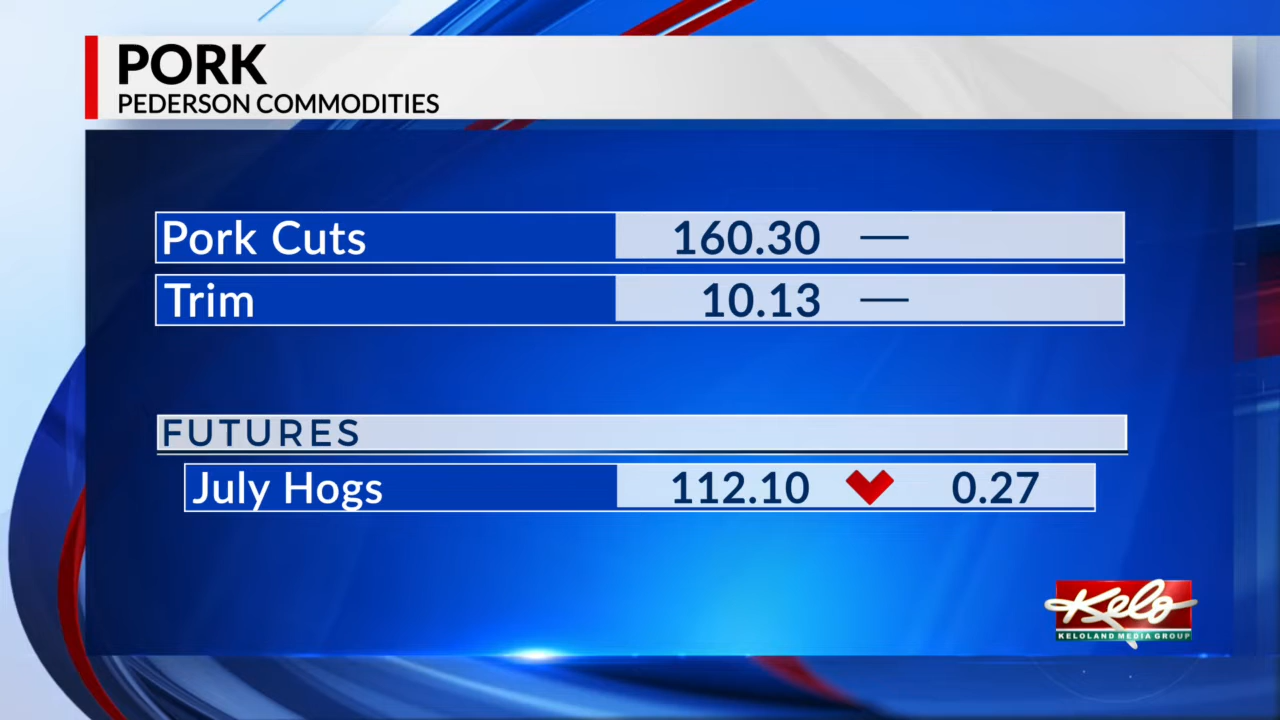 PORK
PEDERSON COMMODITIES
Pork Cuts 160.30 —
Trim 10.13 —
FUTURES
July Hogs 112.10 0.27
Kelo
KELOLAND MEDIA GROUP